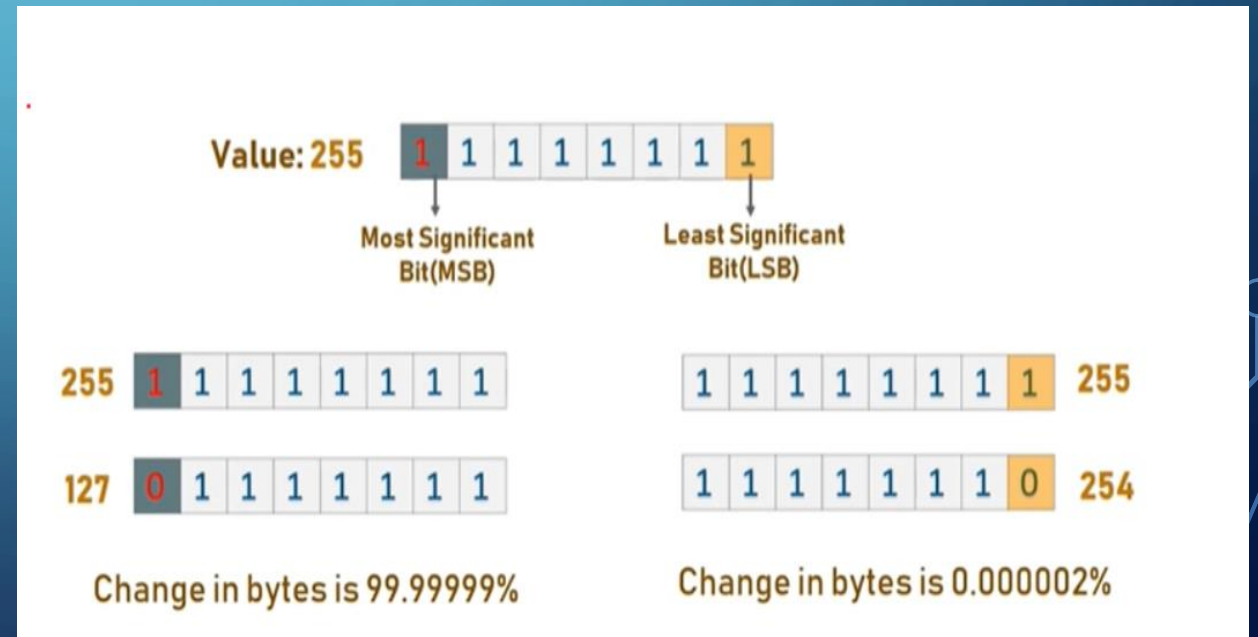 Value: 255 1 1 1 1 1 1 1 1
Most Significant
Bit(MSB)
Least Significant
Bit(LSB)
255 1 1 1 1 1 1 1 1
1 1 1 1 1 1 1 1 255
127 0 1 1 1 1 1 1 1
1 1 1 1 1 1 1 0 254
Change in bytes is 99.99999%
Change in bytes is 0.000002%